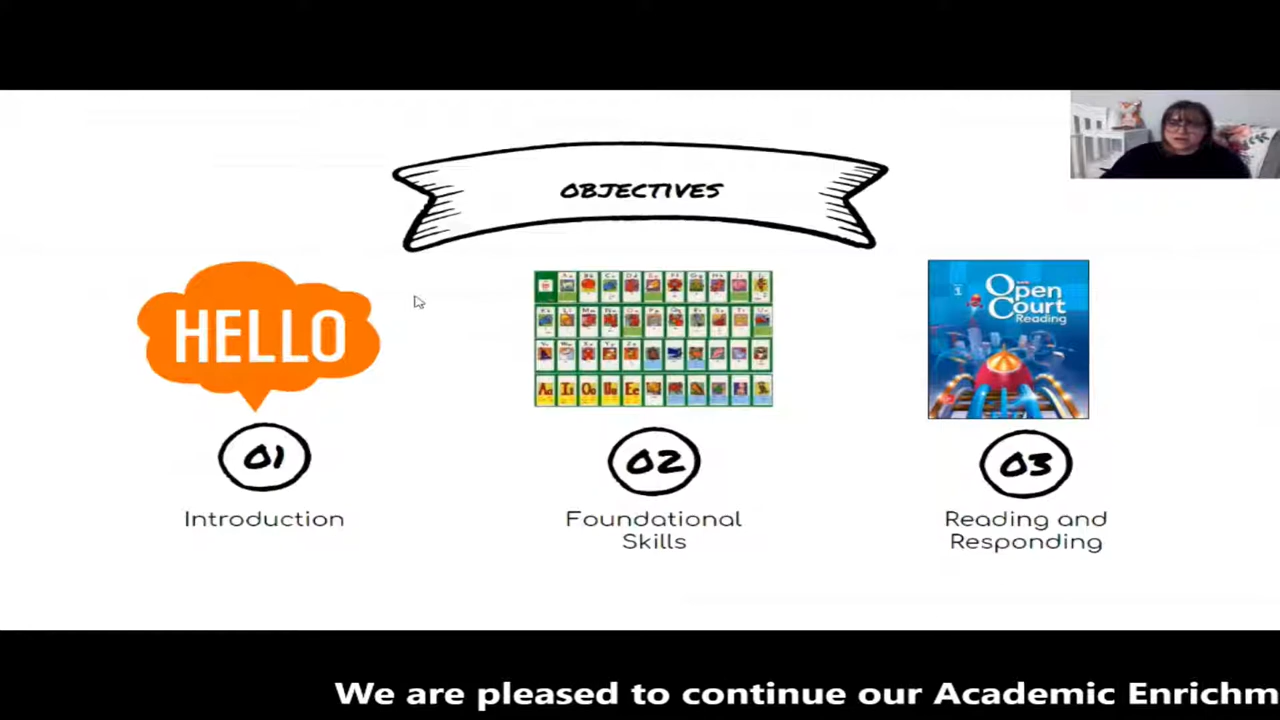 OBJECTIVES
HELLO
Open
Court
Reading
1
01
02
03
Introduction
Foundational
Skills
Reading and
Responding
We are pleased to continue our Academic Enrichm